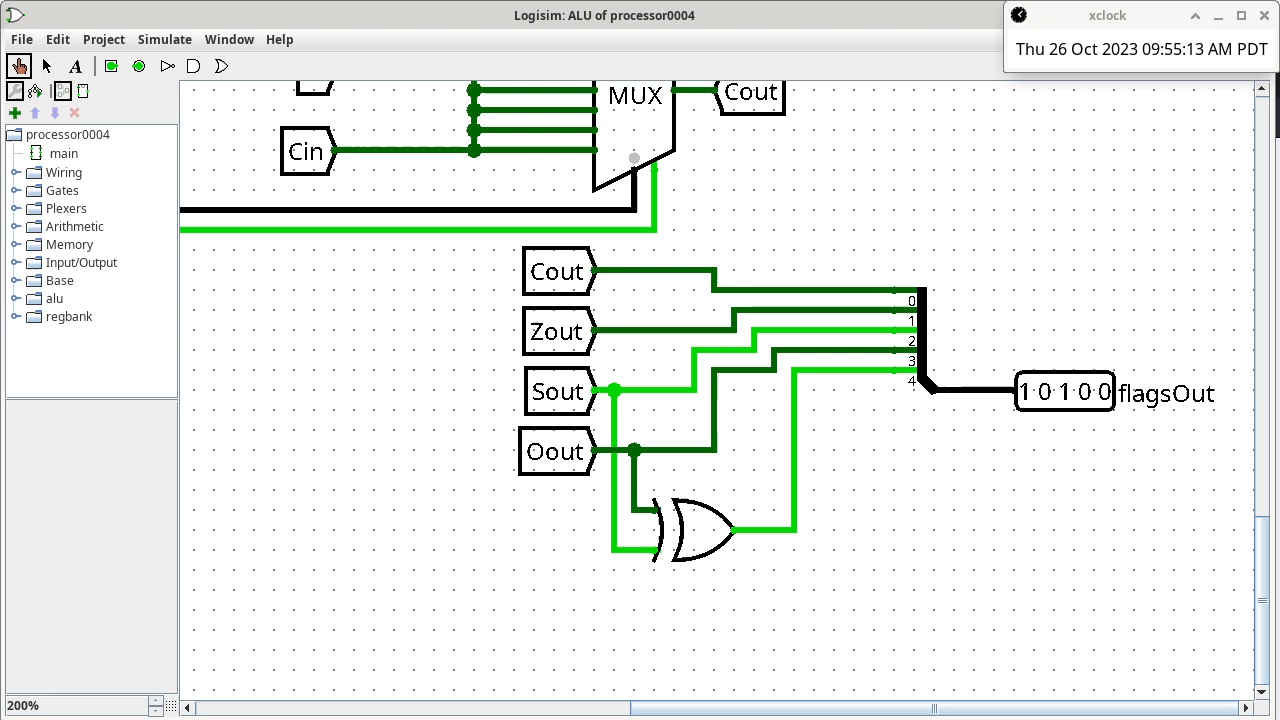 Logisim: ALU of processor0004
xclock
Thu 26 Oct 2023 09:55:13 AM PDT
File Edit Project Simulate Window Help
A
processor0004
main
Wiring
Gates
Plexers
Arithmetic
Memory
Input/Output
Base
alu
regbank
200%
MUX
Cout
Cin
Cout
Zout
Sout
Oout
0
1
2
3
4
1 0 1 0 0 flagsOut